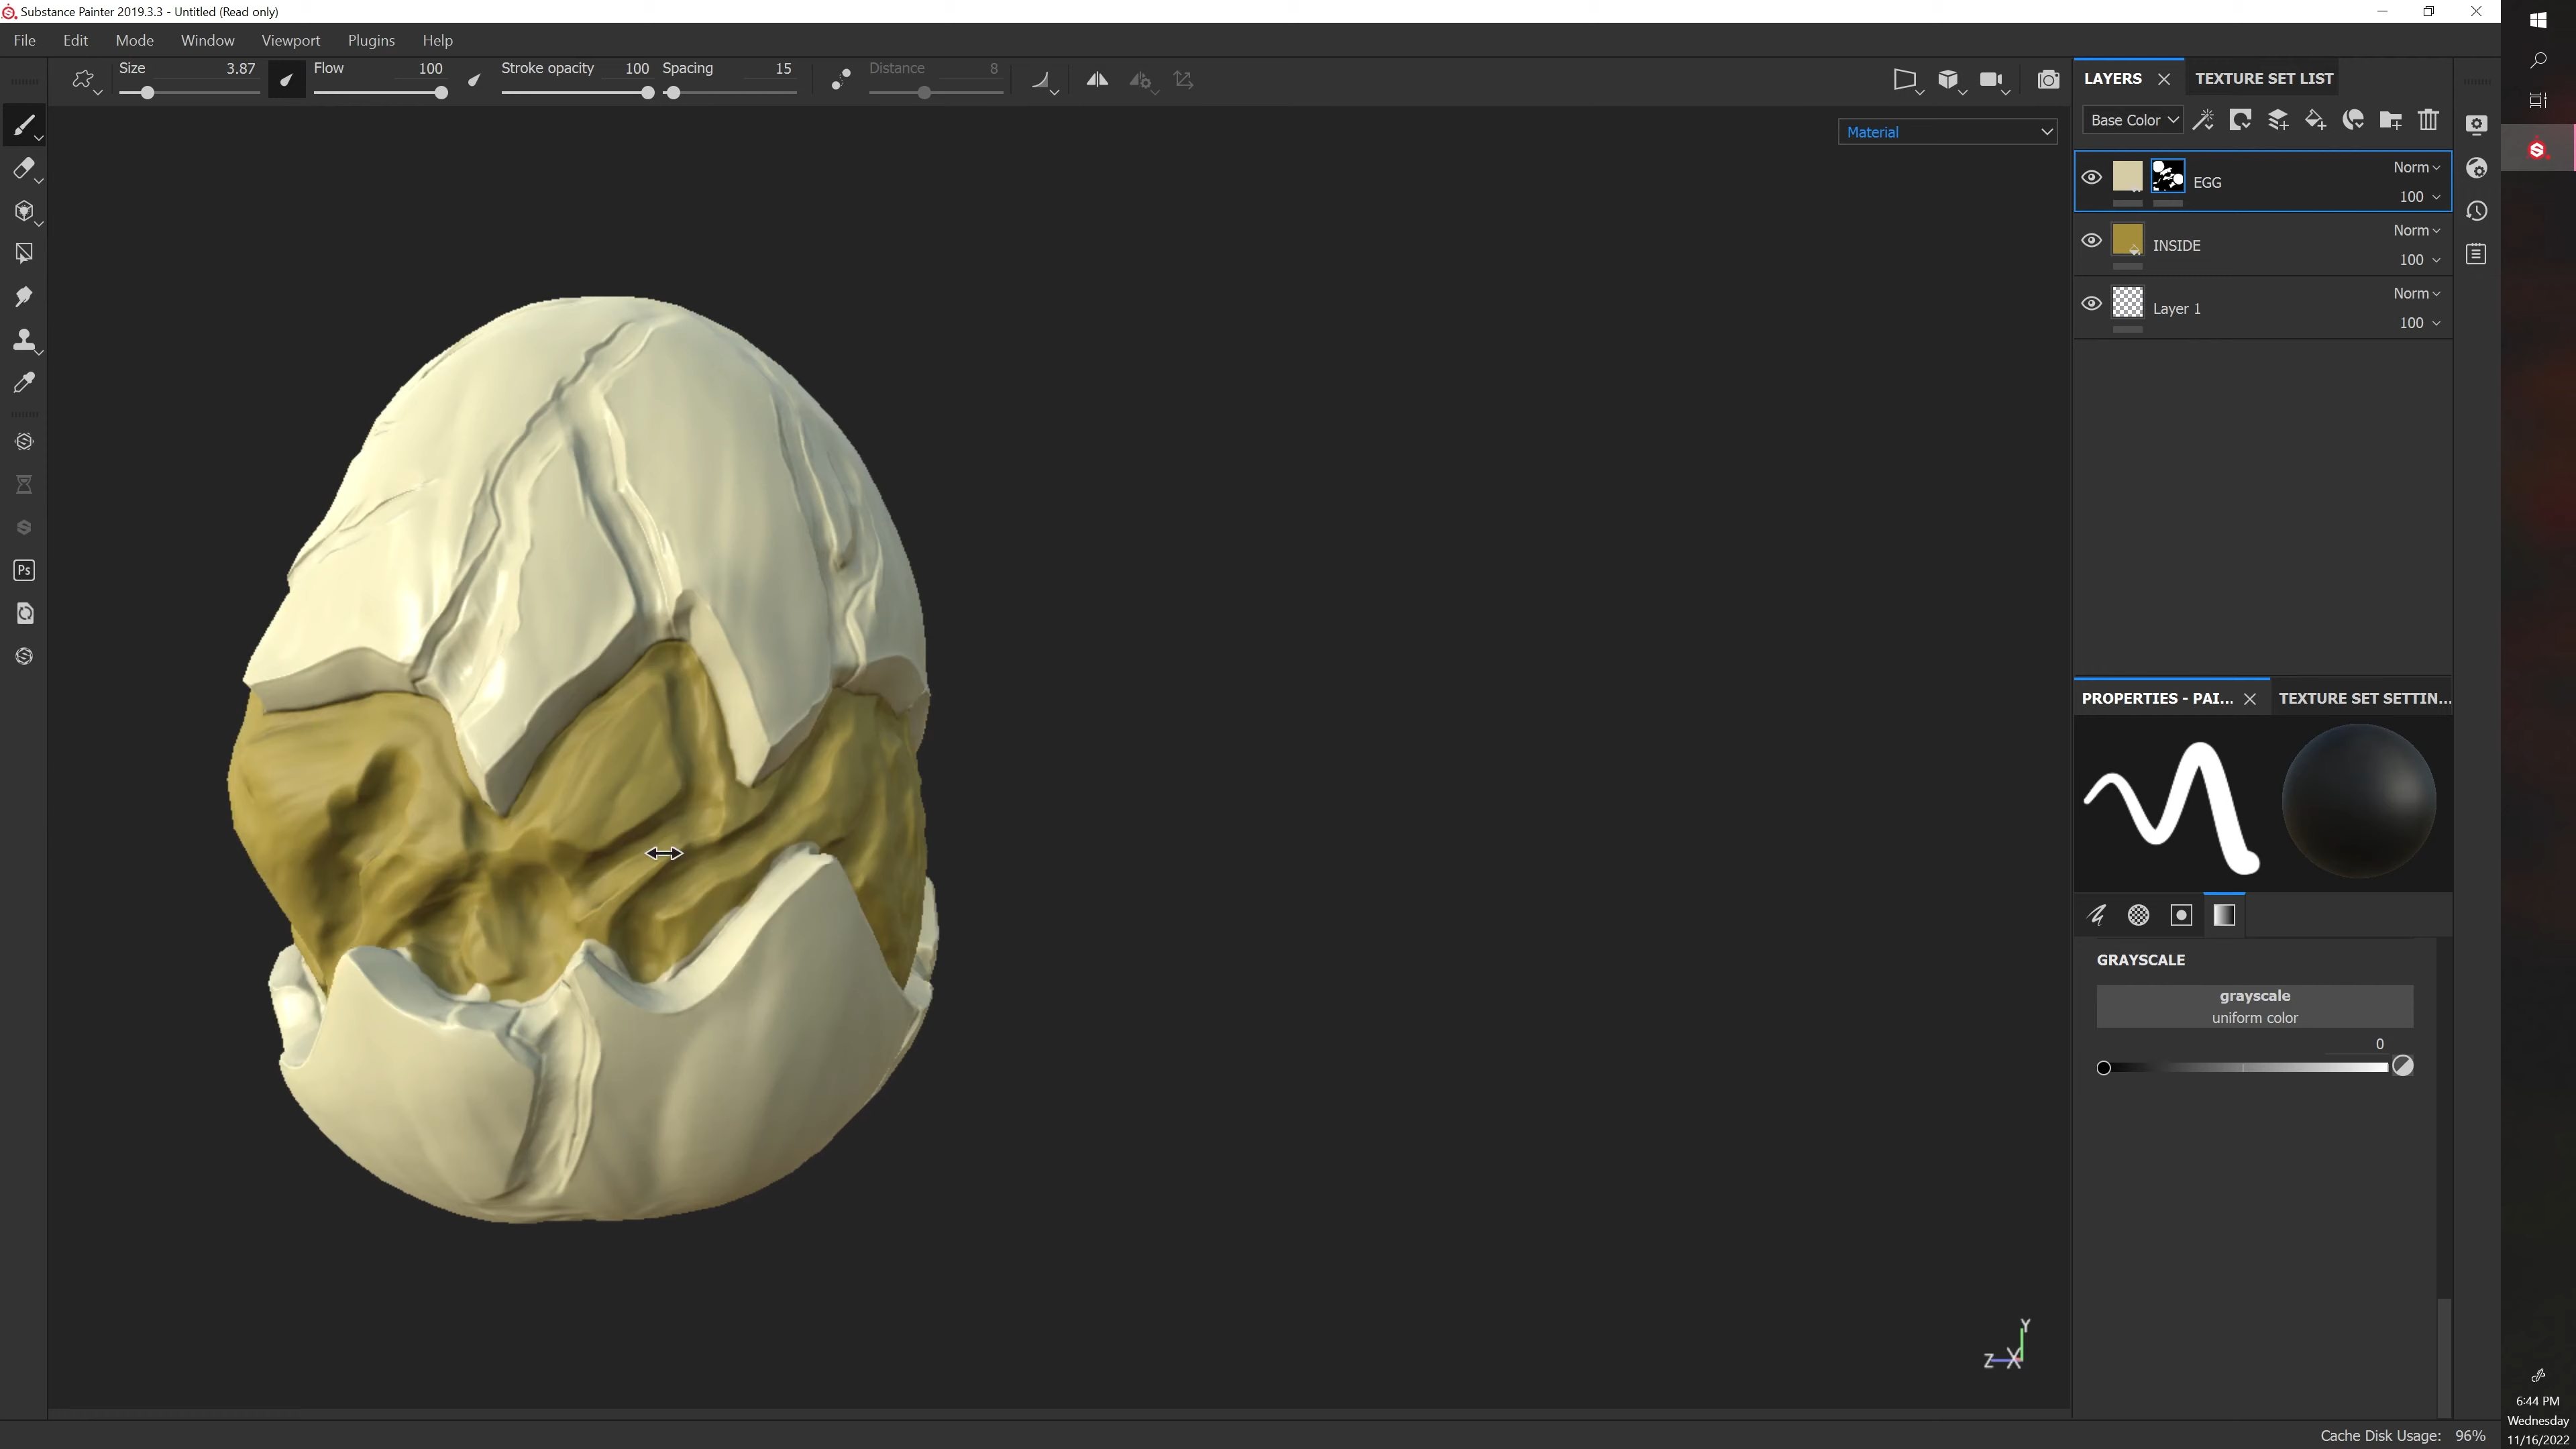 Substance Painter 2019.3.3 - Untitled (Read only)
File Edit Mode Window Viewport Plugins Help
Size 3.87 Flow 100 Stroke opacity 100 Spacing 15 Distance 8
Material
LAYERS TEXTURE SET LIST
Base Color
EGG Norm 100
INSIDE Norm 100
Layer 1 Norm 100
PROPERTIES - PAI... TEXTURE SET SETTIN...
GRAYSCALE
grayscale
uniform color
0
Ps
Y
Z X
Cache Disk Usage: 96%
6:44 PM
Wednesday
11/16/2022